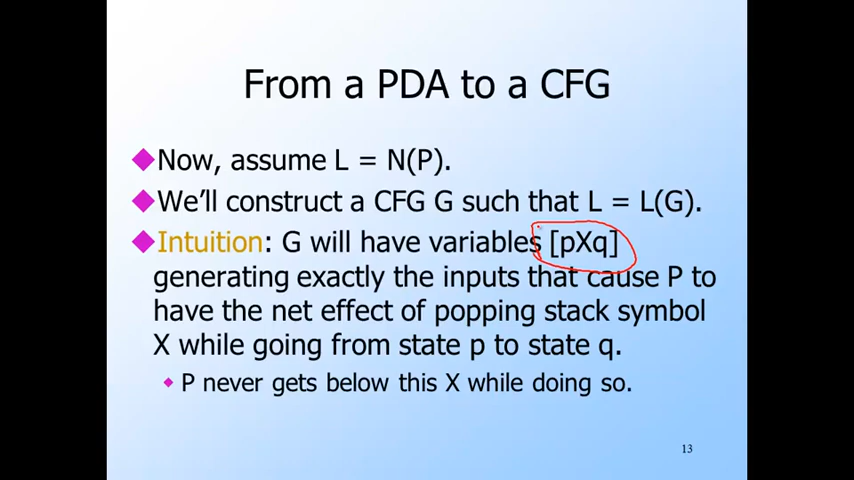 From a PDA to a CFG
Now, assume L = N(P).
We'll construct a CFG G such that L = L(G).
Intuition: G will have variables [pXq]
generating exactly the inputs that cause P to
have the net effect of popping stack symbol
X while going from state p to state q.
P never gets below this X while doing so.
13